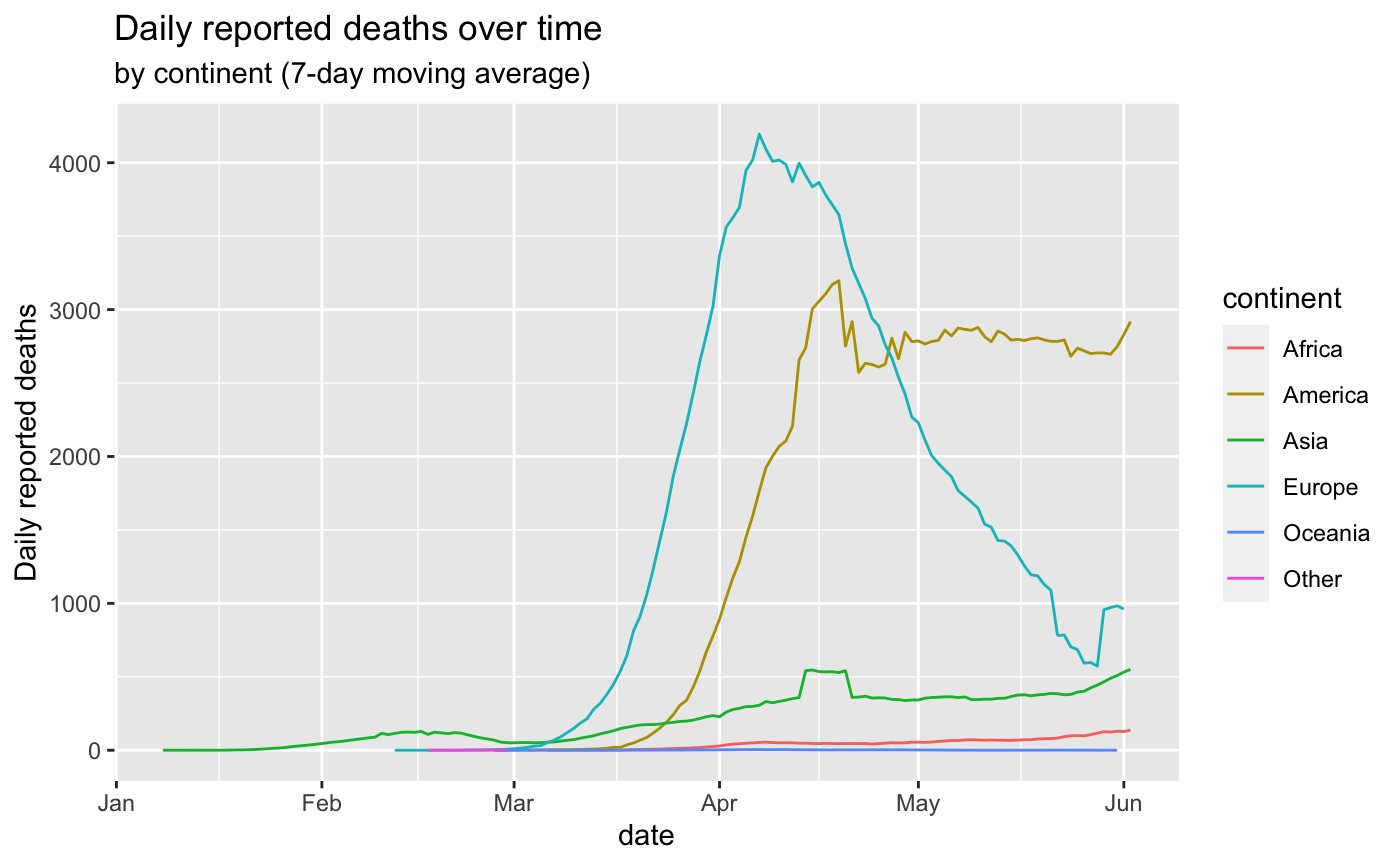 Daily reported deaths over time
by continent (7-day moving average)
Daily reported deaths
4000
3000
2000
1000
0
Jan Feb Mar Apr May Jun
date
continent
Africa
America
Asia
Europe
Oceania
Other